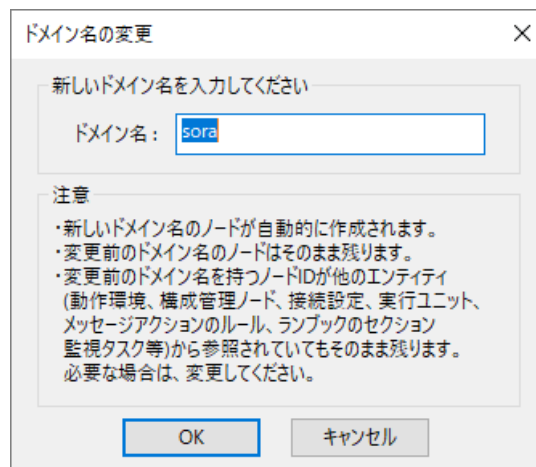 ドメイン名の変更
新しいドメイン名を入力してください
ドメイン名：
sora
注意
・新しいドメイン名のノードが自動的に作成されます。
・変更前のドメイン名のノードはそのまま残ります。
・変更前のドメイン名を持つノードIDが他のエンティティ
(動作環境、構成管理ノード、接続設定、実行ユニット、
メッセージアクションのルール、ランブックのセクション
監視タスク等)から参照されていてもそのまま残ります。
必要な場合は、変更してください。
OK
キャンセル